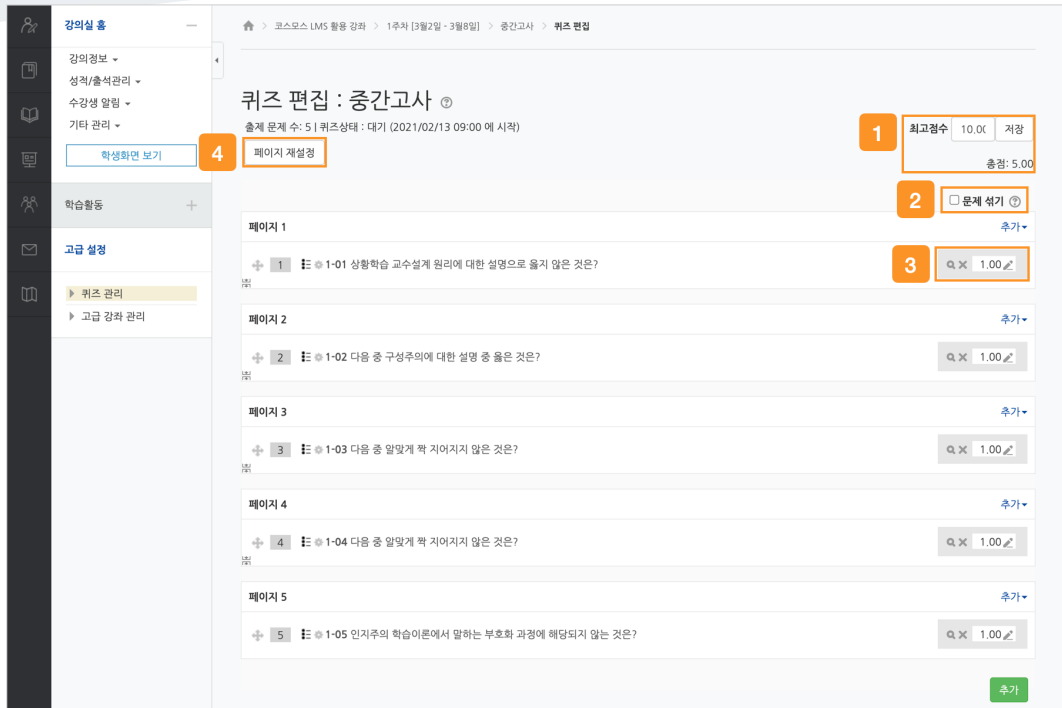 강의실 홈
강의정보
성적/출석관리
수강생 알림
기타 관리
학생화면 보기
학습활동
고급 설정
퀴즈 관리
고급 강좌 관리
코스모스 LMS 활용 강좌 > 1주차 [3월2일 - 3월8일] > 중간고사 > 퀴즈 편집
퀴즈 편집 : 중간고사
출제 문제 수: 5 | 퀴즈상태 : 대기 (2021/02/13 09:00 에 시작)
4 페이지 재설정
1 최고점수 10.0( 저장
총점: 5.00
2 문제 섞기
페이지 1 추가
1 1-01 상황학습 교수설계 원리에 대한 설명으로 옳지 않은 것은? 3 1.00
페이지 2 추가
2 1-02 다음 중 구성주의에 대한 설명 중 옳은 것은? 1.00
페이지 3 추가
3 1-03 다음 중 알맞게 짝 지어지지 않은 것은? 1.00
페이지 4 추가
4 1-04 다음 중 알맞게 짝 지어지지 않은 것은? 1.00
페이지 5 추가
5 1-05 인지주의 학습이론에서 말하는 부호화 과정에 해당되지 않는 것은? 1.00
추가